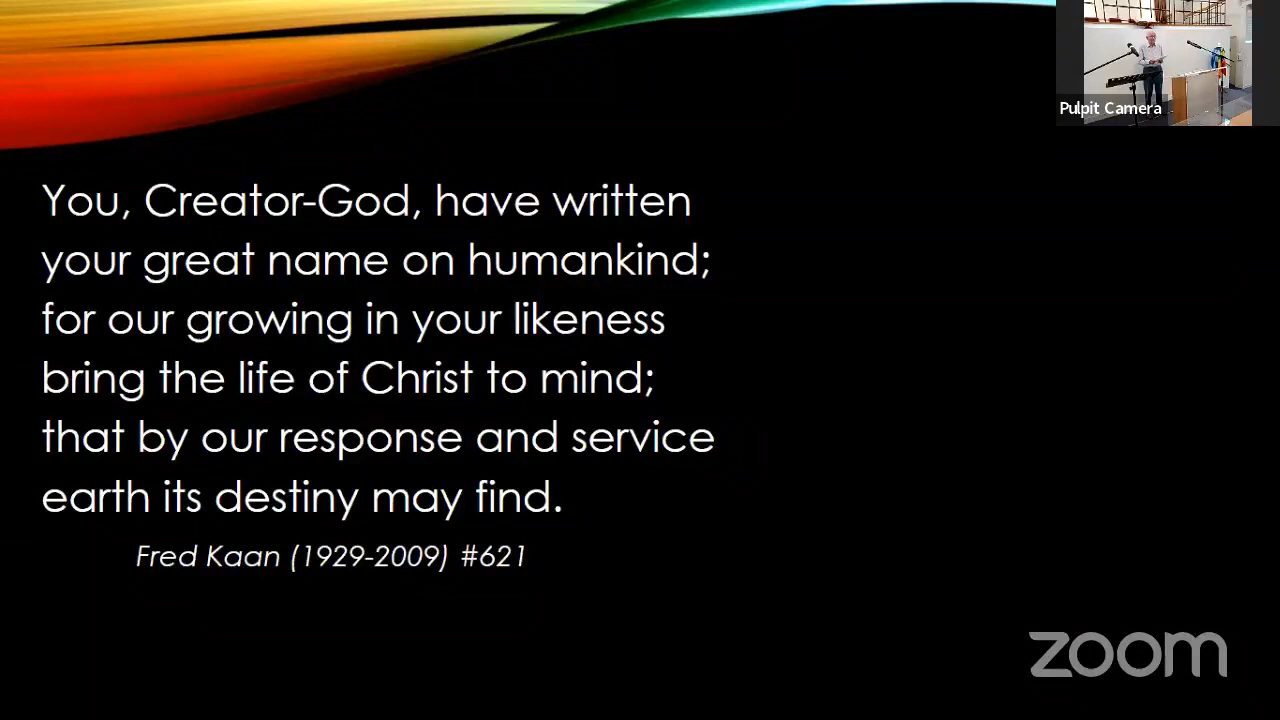 Pulpit Camera
You, Creator-God, have written
your great name on humankind;
for our growing in your likeness
bring the life of Christ to mind;
that by our response and service
earth its destiny may find.
Fred Kaan (1929-2009) #621
zoom